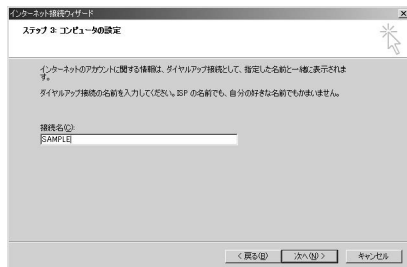 インターネット接続ウィザード
ステップ 3: コンピュータの設定
インターネットのアカウントに関する情報は、ダイヤルアップ接続として、指定した名前と一緒に表示されま
す。
ダイヤルアップ接続の名前を入力してください。ISP の名前でも、自分の好きな名前でもかまいません。
接続名(C):
SAMPLE
< 戻る(B)
次へ(N) >
キャンセル